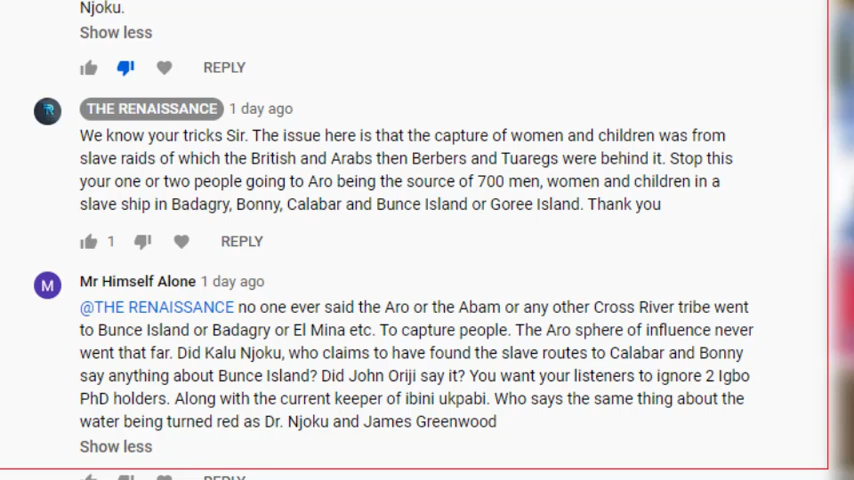 Njoku.
Show less
REPLY
THE RENAISSANCE 1 day ago
We know your tricks Sir. The issue here is that the capture of women and children was from
slave raids of which the British and Arabs then Berbers and Tuaregs were behind it. Stop this
your one or two people going to Aro being the source of 700 men, women and children in a
slave ship in Badagry, Bonny, Calabar and Bunce Island or Goree Island. Thank you
1 REPLY
M
Mr Himself Alone 1 day ago
@THE RENAISSANCE no one ever said the Aro or the Abam or any other Cross River tribe went
to Bunce Island or Badagry or El Mina etc. To capture people. The Aro sphere of influence never
went that far. Did Kalu Njoku, who claims to have found the slave routes to Calabar and Bonny
say anything about Bunce Island? Did John Oriji say it? You want your listeners to ignore 2 Igbo
PhD holders. Along with the current keeper of ibini ukpabi. Who says the same thing about the
water being turned red as Dr. Njoku and James Greenwood
Show less
REPLY